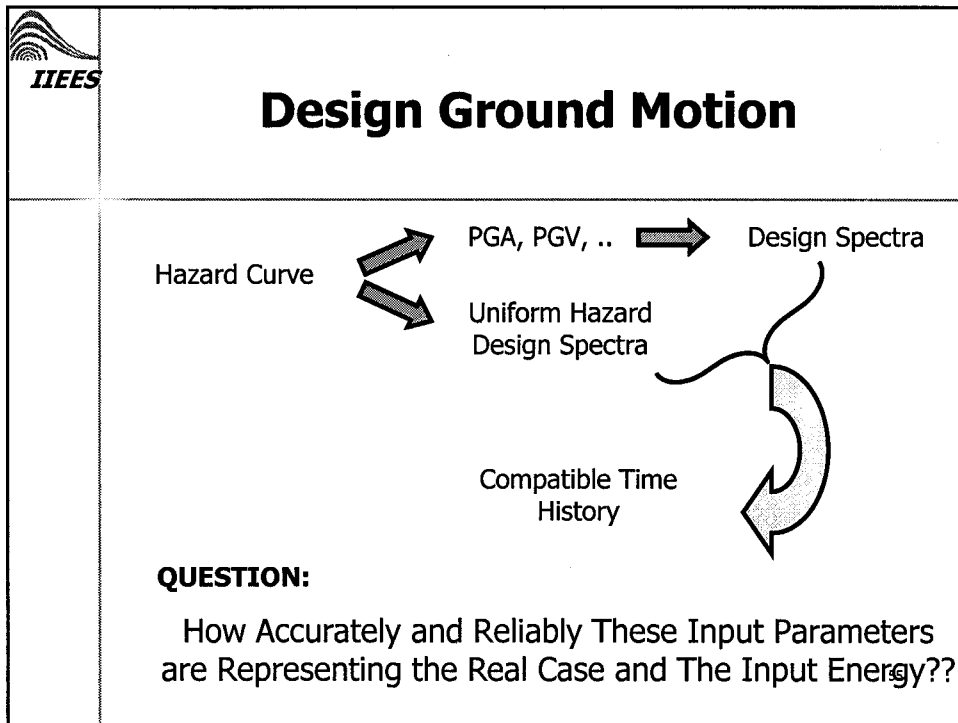 IIEES
Design Ground Motion
Hazard Curve
PGA, PGV, ..
Design Spectra
Uniform Hazard
Design Spectra
Compatible Time
History
QUESTION:
How Accurately and Reliably These Input Parameters
are Representing the Real Case and The Input Energy??